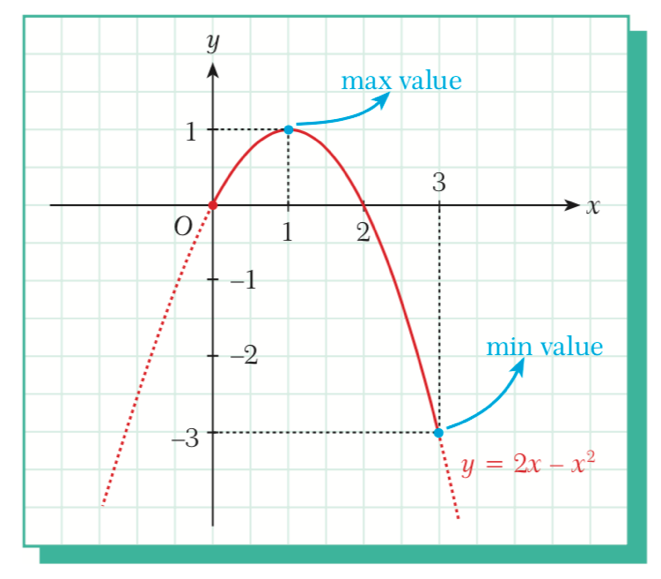 y
max value
1
3
x
O
1
2
–1
–2
min value
–3
y = 2x – x²